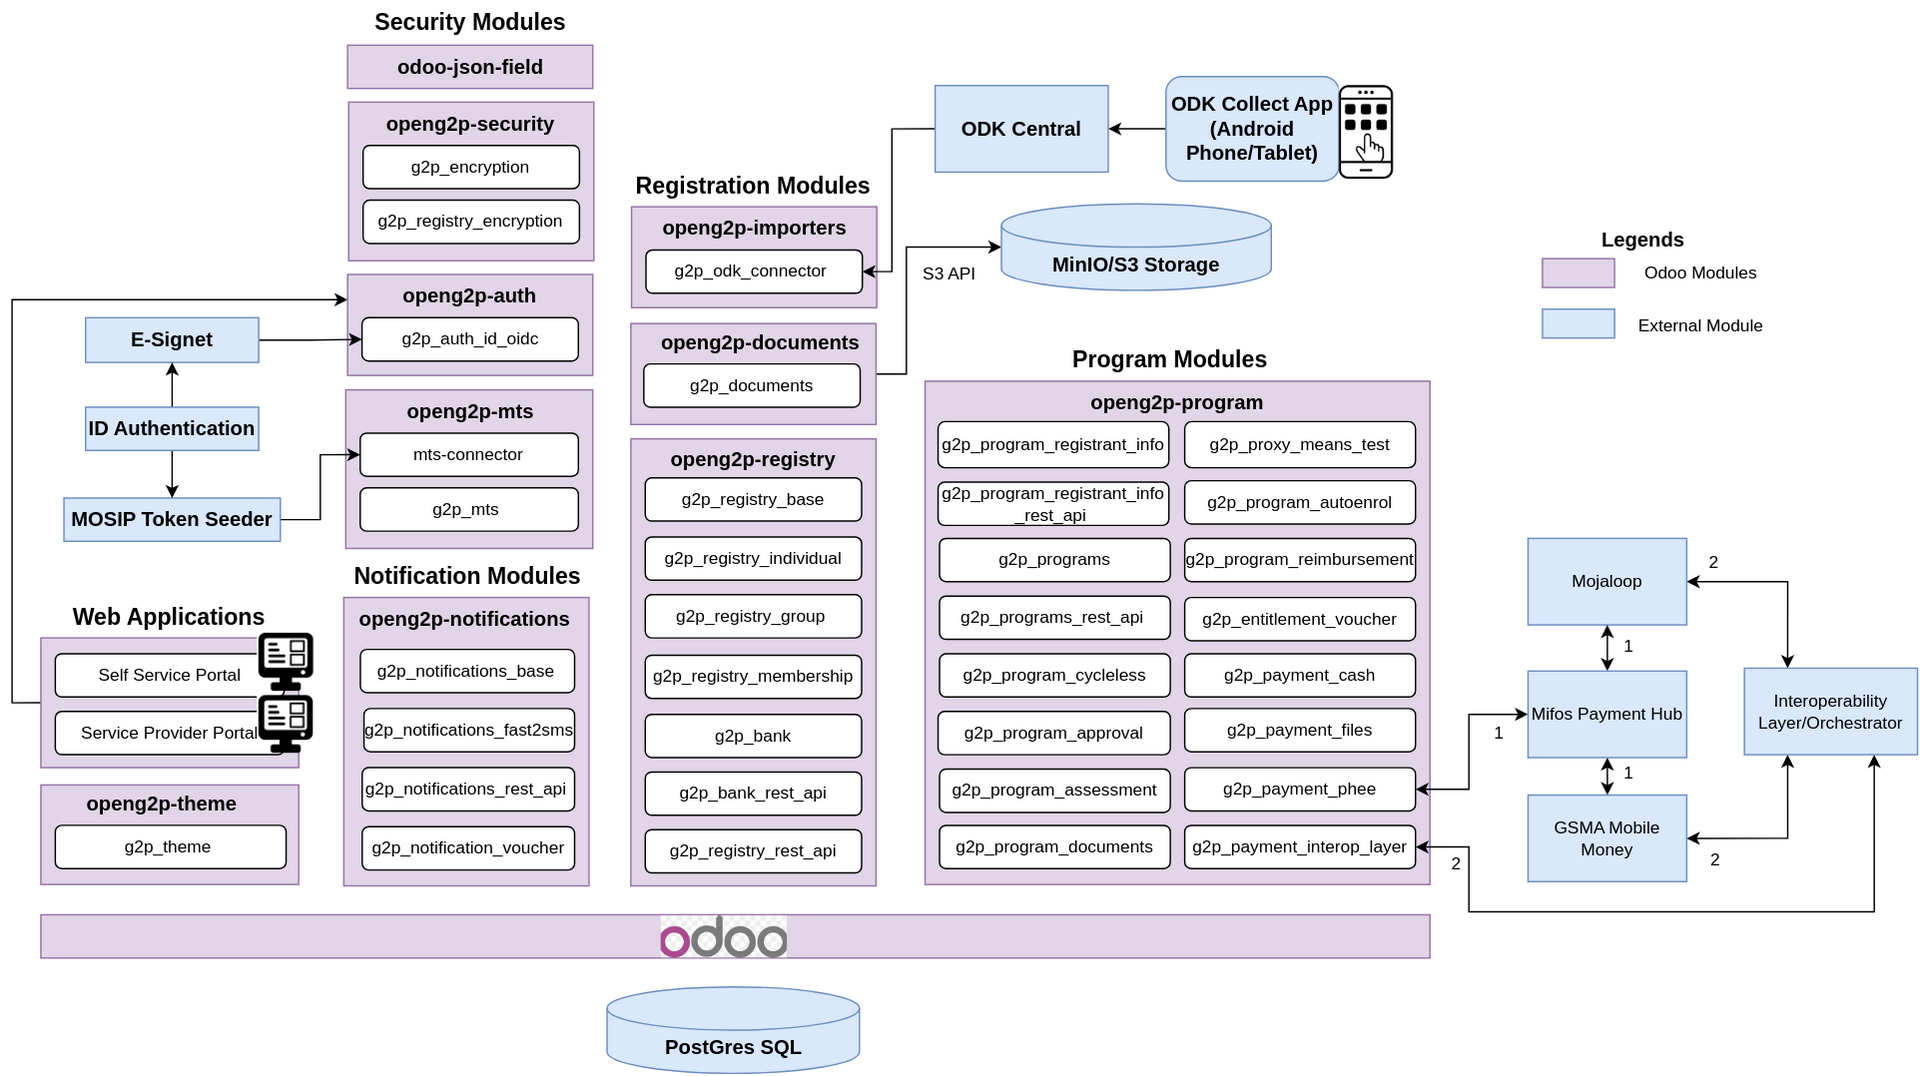 Security Modules
odoo-json-field
openg2p-security
g2p_encryption
g2p_registry_encryption
openg2p-auth
g2p_auth_id_oidc
openg2p-mts
mts-connector
g2p_mts
E-Signet
ID Authentication
MOSIP Token Seeder
Web Applications
Self Service Portal
Service Provider Portal
openg2p-theme
g2p_theme
Notification Modules
openg2p-notifications
g2p_notifications_base
g2p_notifications_fast2sms
g2p_notifications_rest_api
g2p_notification_voucher
Registration Modules
openg2p-importers
g2p_odk_connector
openg2p-documents
g2p_documents
openg2p-registry
g2p_registry_base
g2p_registry_individual
g2p_registry_group
g2p_registry_membership
g2p_bank
g2p_bank_rest_api
g2p_registry_rest_api
ODK Central
ODK Collect App
(Android
Phone/Tablet)
S3 API
MinIO/S3 Storage
Program Modules
openg2p-program
g2p_program_registrant_info
g2p_program_registrant_info
_rest_api
g2p_programs
g2p_programs_rest_api
g2p_program_cycleless
g2p_program_approval
g2p_program_assessment
g2p_program_documents
g2p_proxy_means_test
g2p_program_autoenrol
g2p_program_reimbursement
g2p_entitlement_voucher
g2p_payment_cash
g2p_payment_files
g2p_payment_phee
g2p_payment_interop_layer
Legends
Odoo Modules
External Module
Mojaloop
2
1
Mifos Payment Hub
1
1
GSMA Mobile
Money
2
2
Interoperability
Layer/Orchestrator
odoo
PostGres SQL